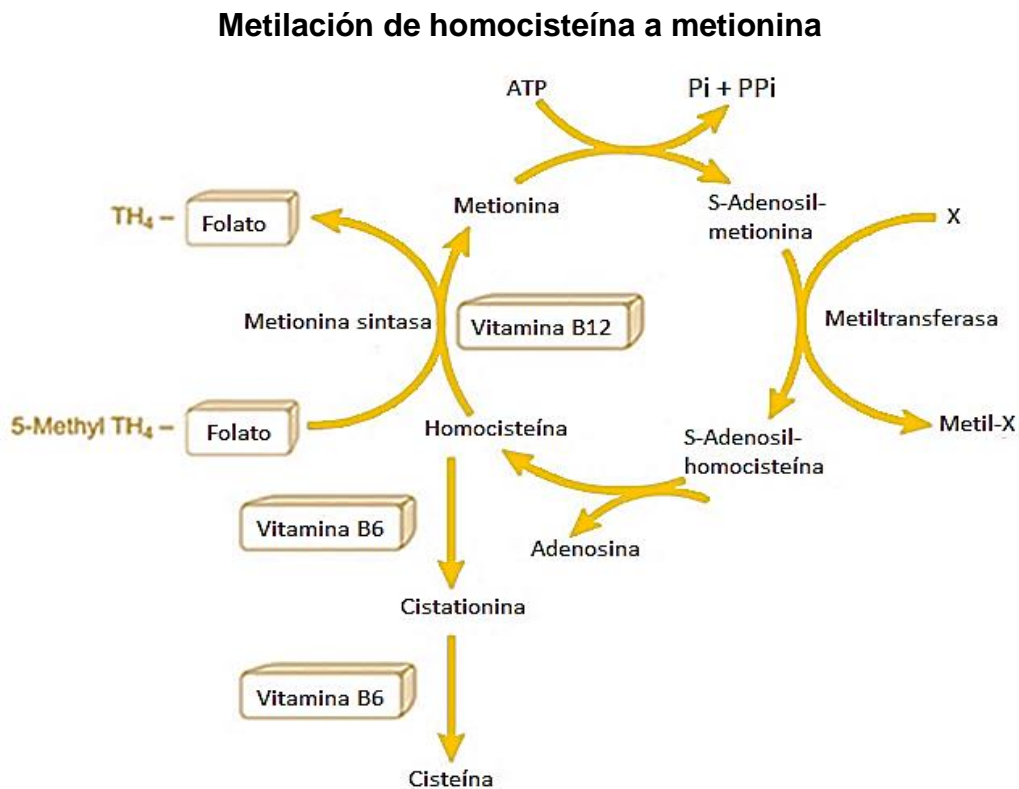 Metilación de homocisteína a metionina
ATP
Pi + PPi
Metionina
S-Adenosil-
metionina
TH₄ –
Folato
X
Metionina sintasa
Vitamina B12
Metiltransferasa
5-Methyl TH₄ –
Folato
Homocisteína
S-Adenosil-
homocisteína
Metil-X
Vitamina B6
Adenosina
Cistationina
Vitamina B6
Cisteína